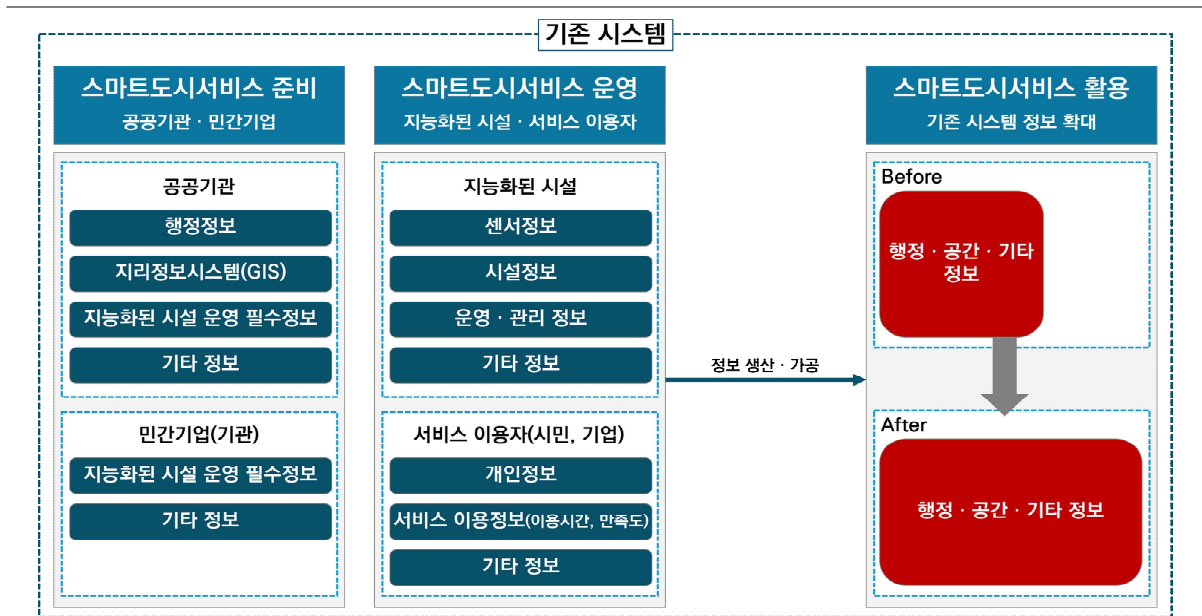 기존 시스템
스마트도시서비스 준비
공공기관 · 민간기업
공공기관
행정정보
지리정보시스템(GIS)
지능화된 시설 운영 필수정보
기타 정보
민간기업(기관)
지능화된 시설 운영 필수정보
기타 정보
스마트도시서비스 운영
지능화된 시설 · 서비스 이용자
지능화된 시설
센서정보
시설정보
운영 · 관리 정보
기타 정보
서비스 이용자(시민, 기업)
개인정보
서비스 이용정보(이용시간, 만족도)
기타 정보
정보 생산 · 가공
스마트도시서비스 활용
기존 시스템 정보 확대
Before
행정 · 공간 · 기타
정보
After
행정 · 공간 · 기타 정보